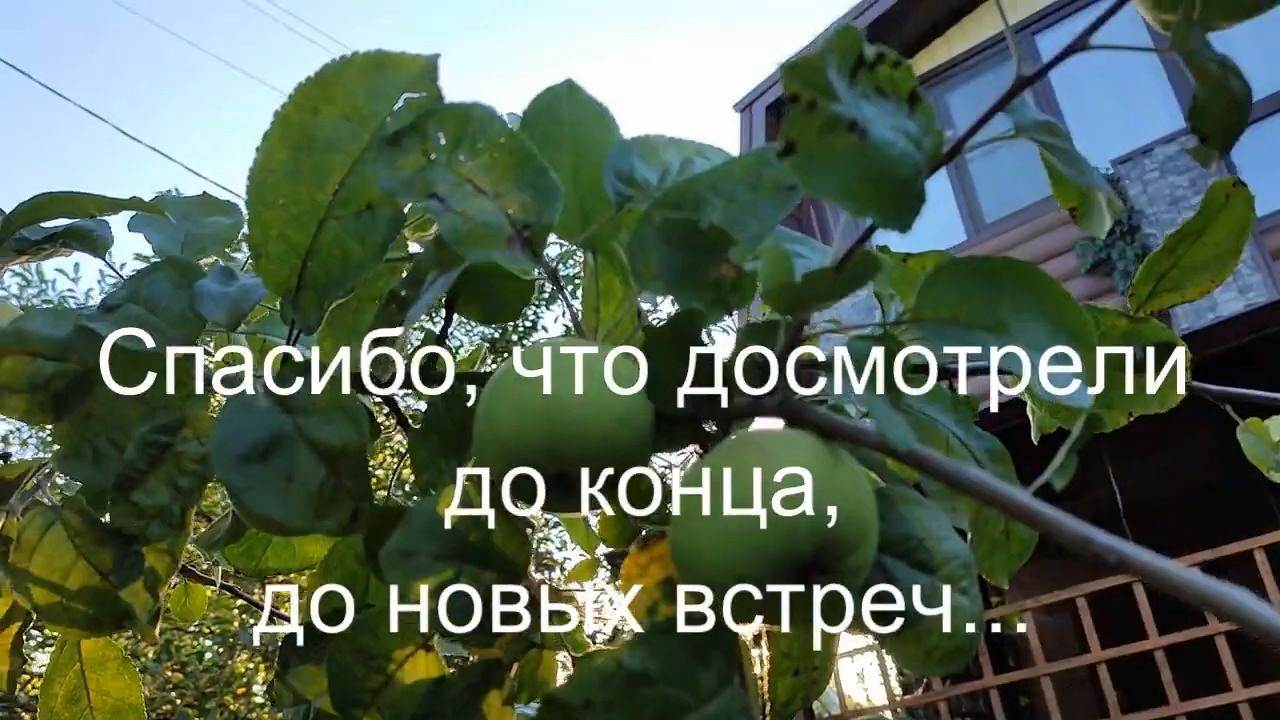 Спасибо, что досмотрели
до конца,
до новых встреч...